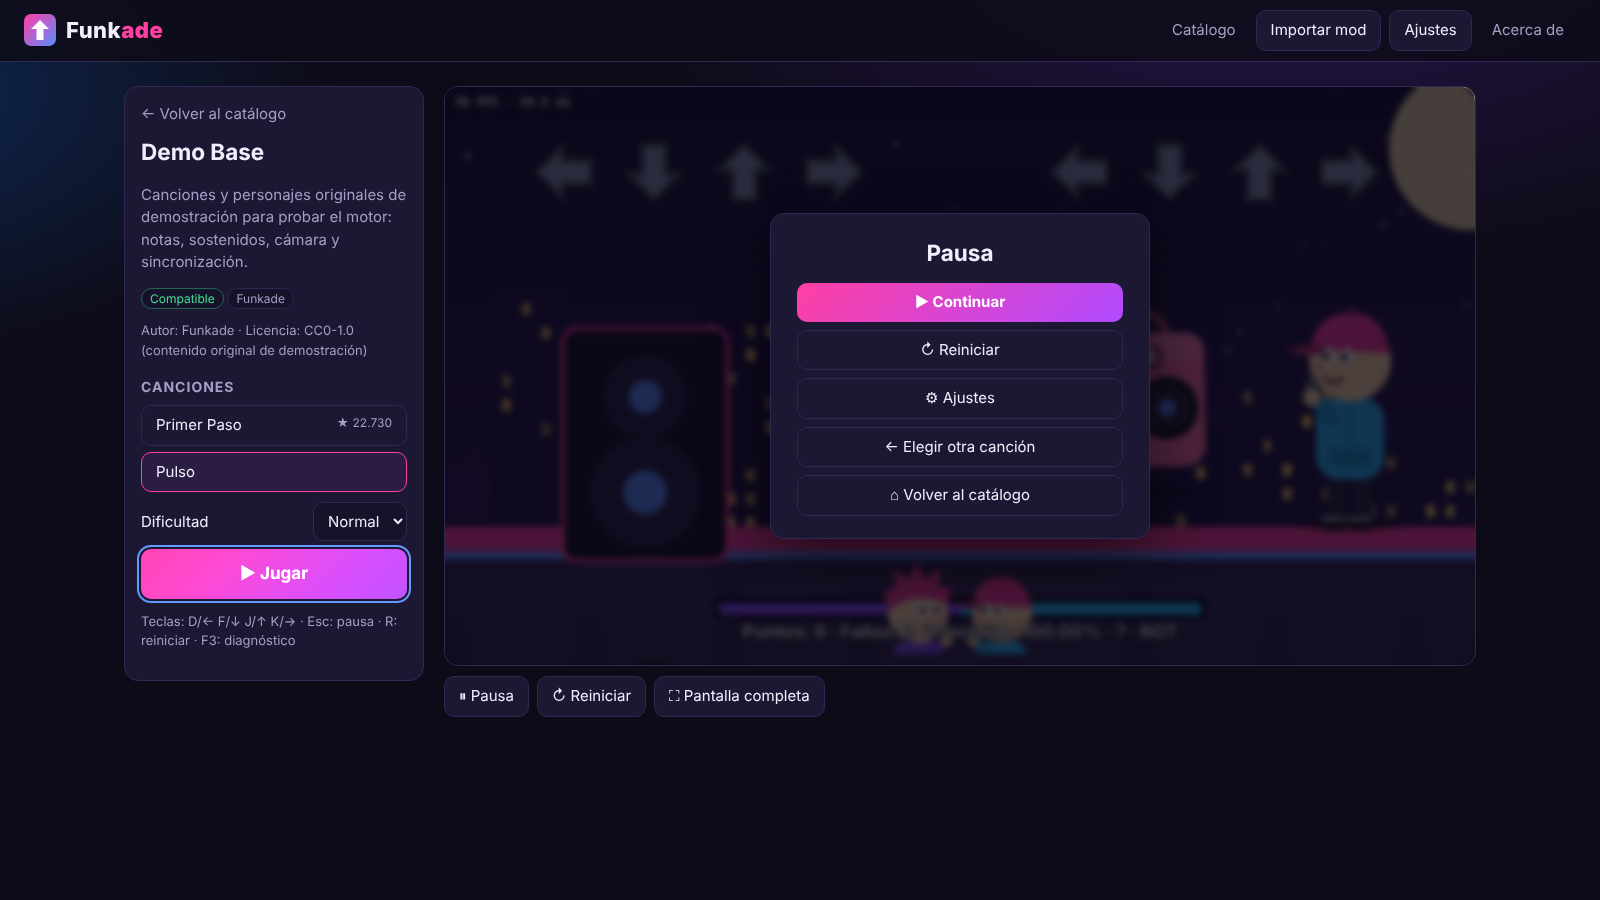 Funkade
Catálogo
Importar mod
Ajustes
Acerca de
← Volver al catálogo
Demo Base
Canciones y personajes originales de
demostración para probar el motor:
notas, sostenidos, cámara y
sincronización.
Compatible
Funkade
Autor: Funkade · Licencia: CC0-1.0
(contenido original de demostración)
CANCIONES
Primer Paso
★ 22.730
Pulso
Dificultad
Normal
▶ Jugar
Teclas: D/← F/↓ J/↑ K/→ · Esc: pausa · R:
reiniciar · F3: diagnóstico
Pausa
▶ Continuar
↻ Reiniciar
⚙ Ajustes
← Elegir otra canción
⌂ Volver al catálogo
Puntos: 0
⏸ Pausa
↻ Reiniciar
⛶ Pantalla completa